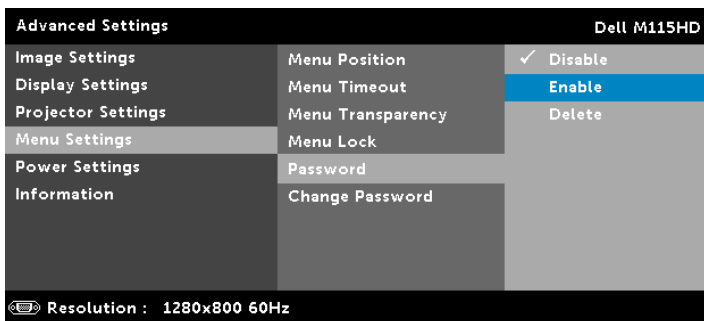 Advanced Settings Dell M115HD
Image Settings
Display Settings
Projector Settings
Menu Settings
Power Settings
Information
Menu Position
Menu Timeout
Menu Transparency
Menu Lock
Password
Change Password
✓ Disable
Enable
Delete
Resolution : 1280x800 60Hz